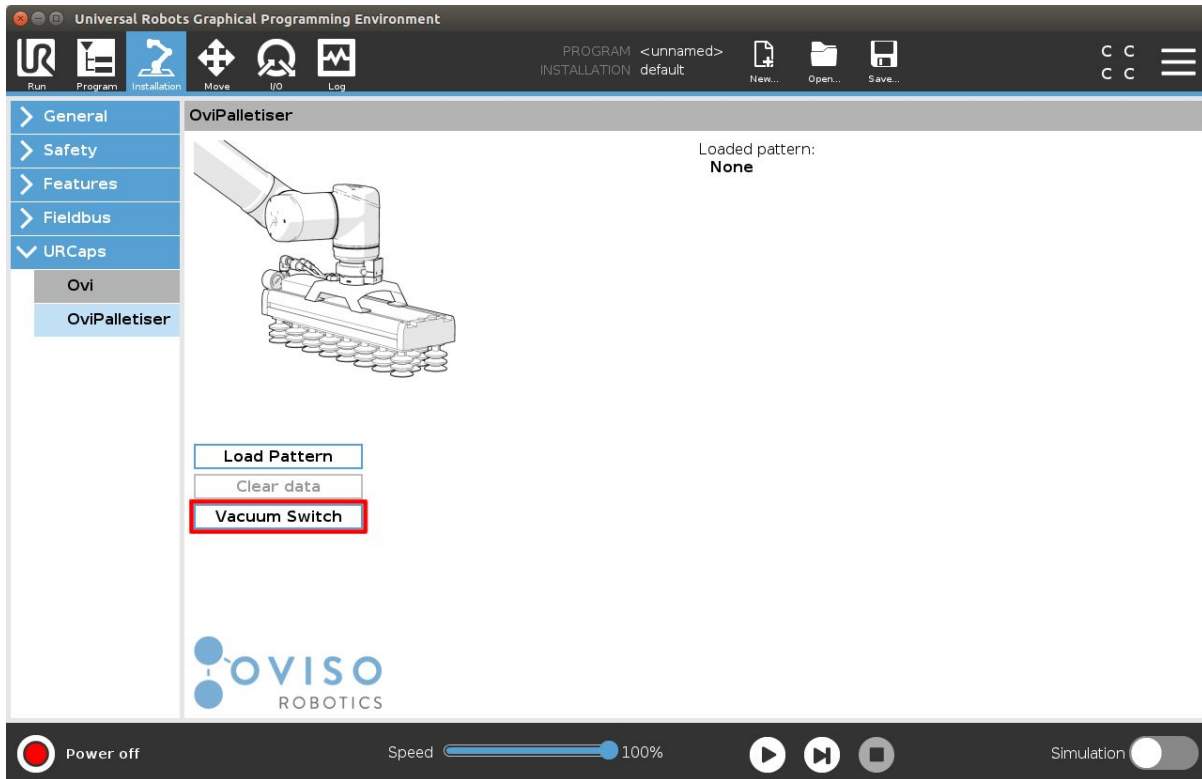 Universal Robots Graphical Programming Environment
Run
Program
Installation
Move
I/O
Log
PROGRAM <unnamed>
INSTALLATION default
New...
Open...
Save...
C C
C C
General
Safety
Features
Fieldbus
URCaps
Ovi
OviPalletiser
OviPalletiser
Loaded pattern:
None
Load Pattern
Clear data
Vacuum Switch
OVISO
ROBOTICS
Power off
Speed
100%
Simulation